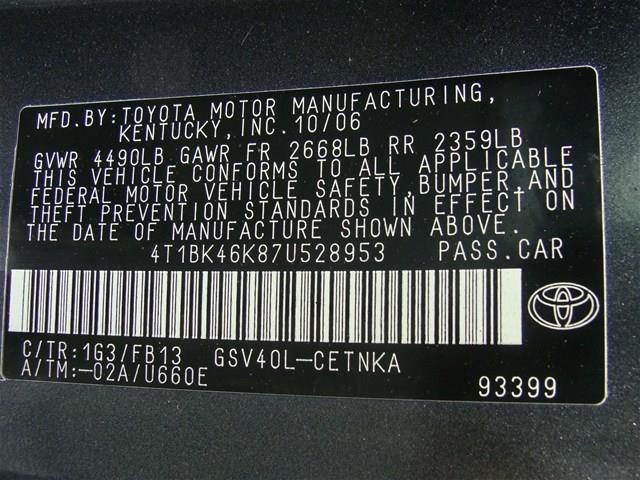 MFD.BY:TOYOTA MOTOR MANUFACTURING,
KENTUCKY,INC.10/06
GVWR 4490LB GAWR FR 2668LB RR 2359LB
THIS VEHICLE CONFORMS TO ALL APPLICABLE
FEDERAL MOTOR VEHICLE SAFETY,BUMPER,AND
THEFT PREVENTION STANDARDS IN EFFECT ON
THE DATE OF MANUFACTURE SHOWN ABOVE.
4T1BK46K87U528953 PASS.CAR
C/TR:1G3/FB13 GSV40L-CETNKA
A/TM:-02A/U660E
93399